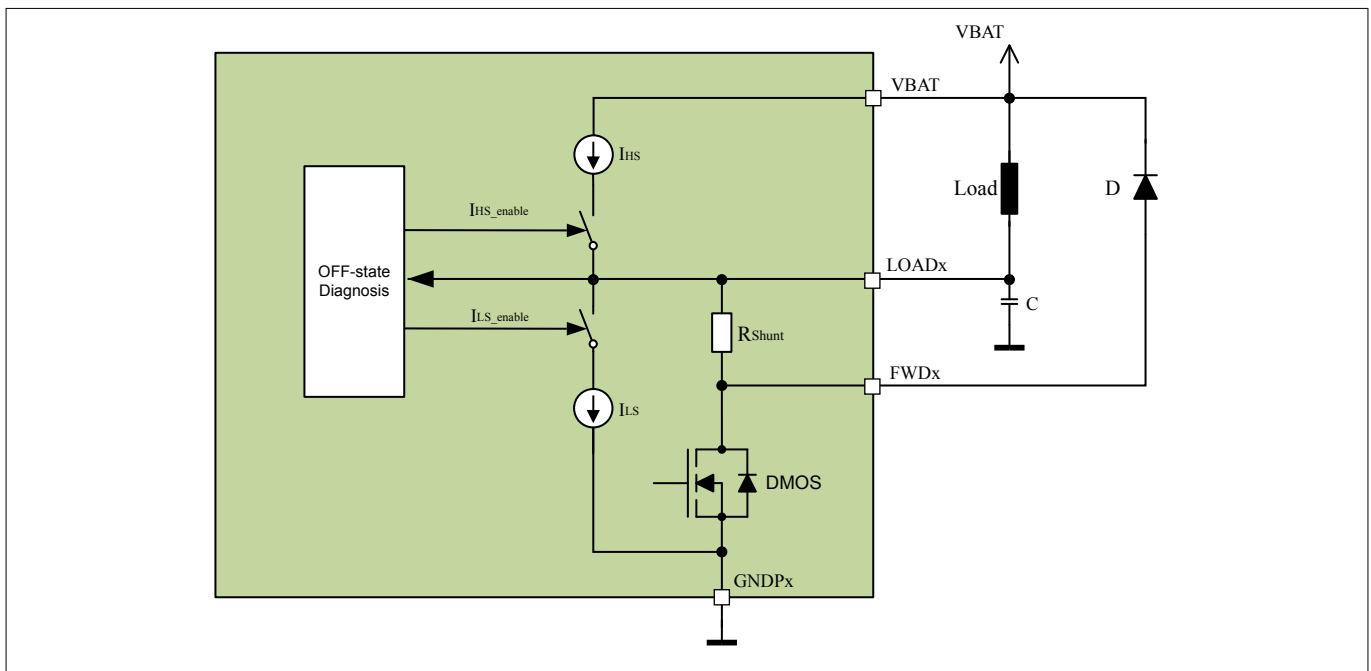 VBAT
VBAT
IHS
Load
D
IHS_enable
LOADx
OFF-state
Diagnosis
C
ILS_enable
RShunt
FWDx
ILS
DMOS
GNDPx